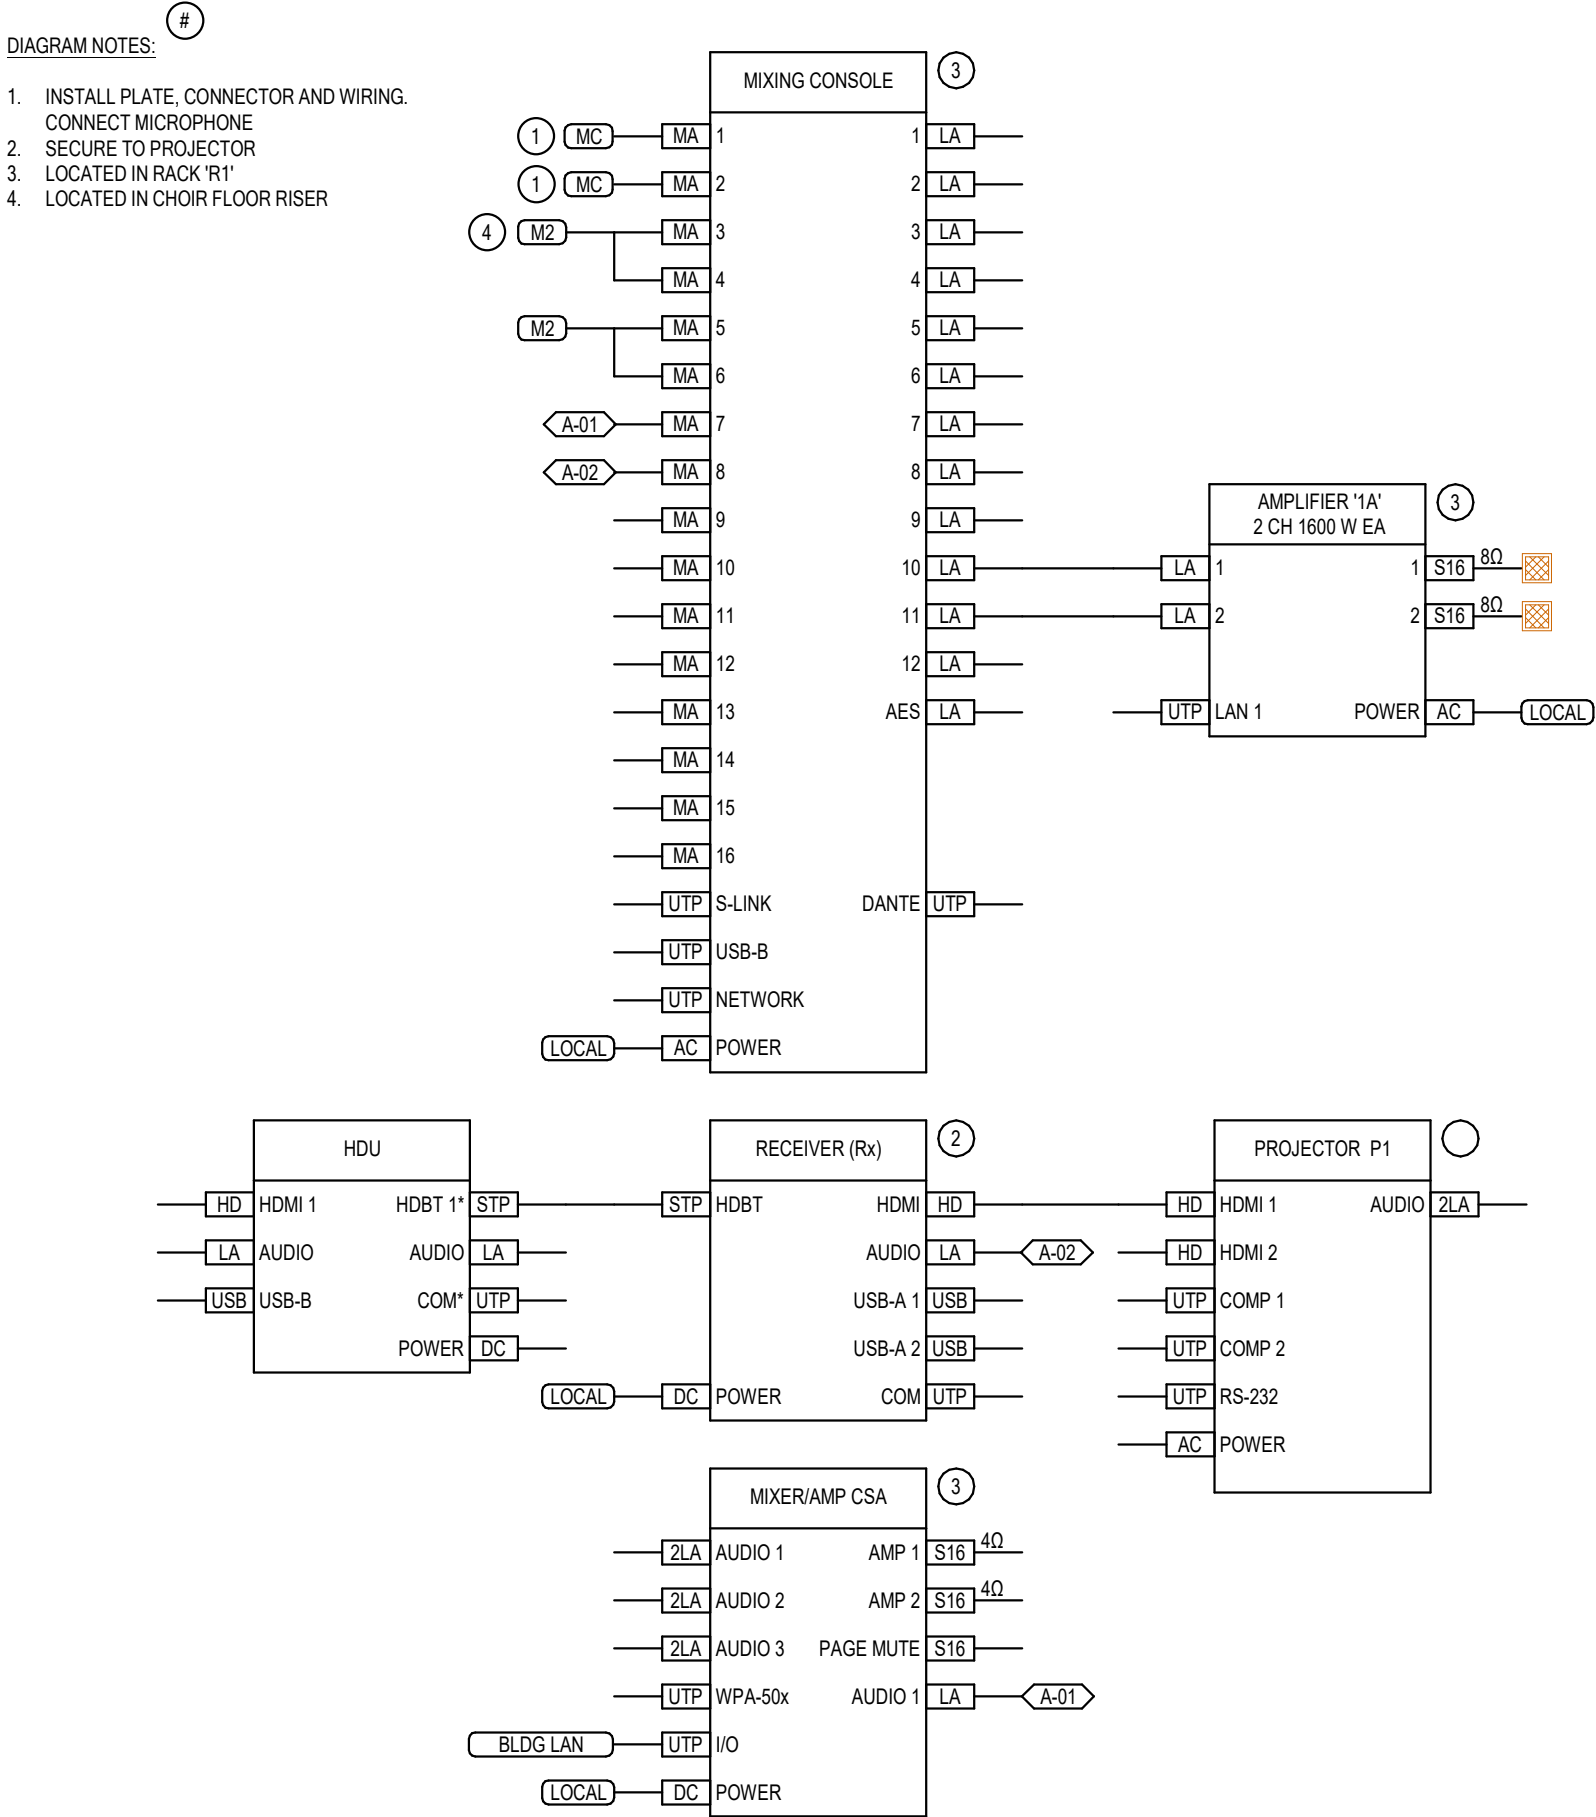 #
DIAGRAM NOTES:
1. INSTALL PLATE, CONNECTOR AND WIRING.
CONNECT MICROPHONE
2. SECURE TO PROJECTOR
3. LOCATED IN RACK 'R1'
4. LOCATED IN CHOIR FLOOR RISER
MIXING CONSOLE 3
1 MC MA 1 1 LA
1 MC MA 2 2 LA
4 M2 MA 3 3 LA
MA 4 4 LA
M2 MA 5 5 LA
MA 6 6 LA
A-01 MA 7 7 LA
A-02 MA 8 8 LA
MA 9 9 LA
MA 10 10 LA
MA 11 11 LA
MA 12 12 LA
MA 13 AES LA
MA 14
MA 15
MA 16
UTP S-LINK DANTE UTP
UTP USB-B
UTP NETWORK
LOCAL AC POWER
AMPLIFIER '1A' 3
2 CH 1600 W EA
LA 1 1 S16 8Ω
LA 2 2 S16 8Ω
UTP LAN 1 POWER AC LOCAL
HDU
HD HDMI 1 HDBT 1* STP
LA AUDIO AUDIO LA
USB USB-B COM* UTP
POWER DC
RECEIVER (Rx) 2
STP HDBT HDMI HD
AUDIO LA A-02
USB-A 1 USB
USB-A 2 USB
LOCAL DC POWER COM UTP
PROJECTOR P1
HD HDMI 1 AUDIO 2LA
HD HDMI 2
UTP COMP 1
UTP COMP 2
UTP RS-232
AC POWER
MIXER/AMP CSA 3
2LA AUDIO 1 AMP 1 S16 4Ω
2LA AUDIO 2 AMP 2 S16 4Ω
2LA AUDIO 3 PAGE MUTE S16
UTP WPA-50x AUDIO 1 LA A-01
BLDG LAN UTP I/O
LOCAL DC POWER